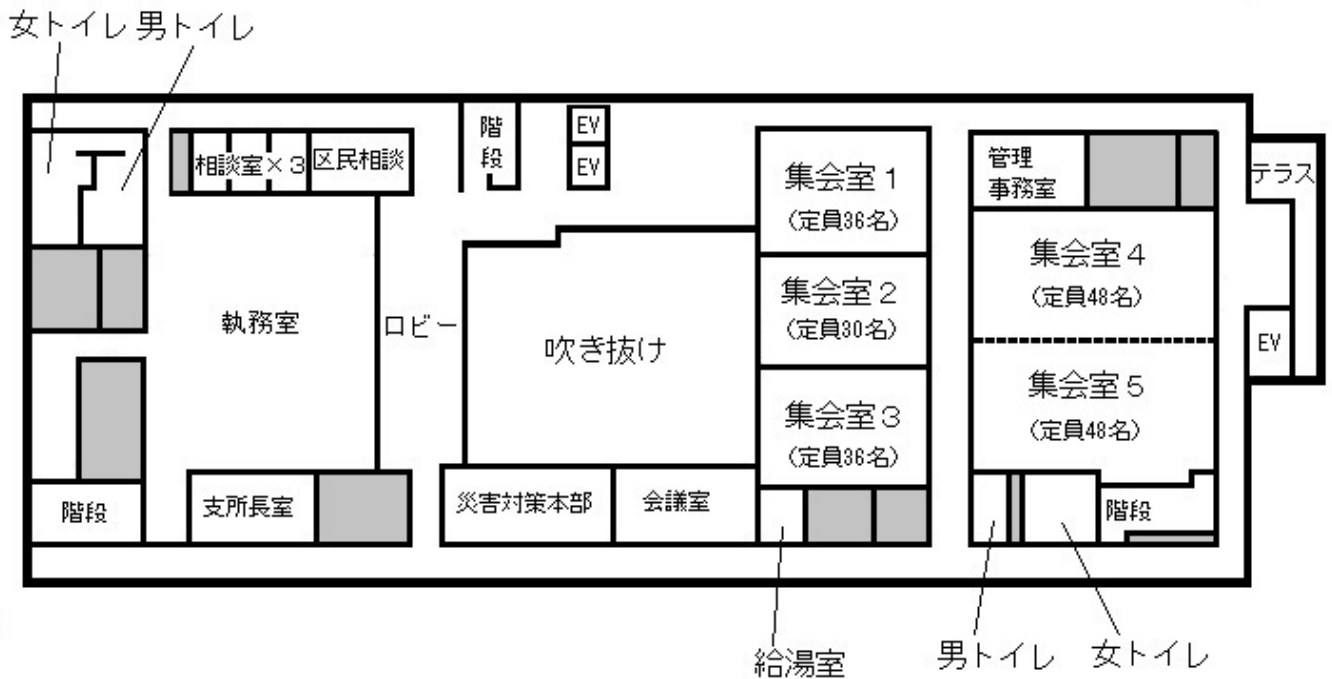 女トイレ 男トイレ
階段
EV
EV
相談室×3
区民相談
集会室1
(定員36名)
管理
事務室
テラス
集会室2
(定員30名)
集会室4
(定員48名)
執務室
ロビー
吹き抜け
EV
集会室3
(定員36名)
集会室5
(定員48名)
階段
支所長室
災害対策本部
会議室
階段
給湯室
男トイレ
女トイレ